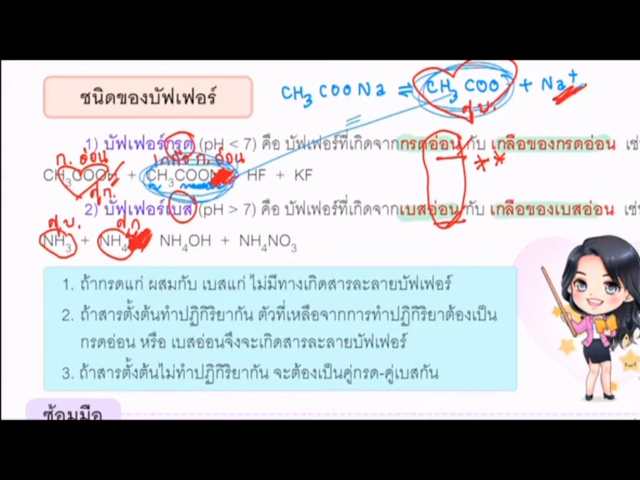 ชนิดของบัฟเฟอร์
CH3COONa ⇌ CH3COO- + Na+
คู่บ.
1) บัฟเฟอร์กรด (pH < 7) คือ บัฟเฟอร์ที่เกิดจากกรดอ่อน กับ เกลือของกรดอ่อน เช่
ก. อ่อน เกลือ ก. อ่อน
CH3COOH + CH3COON HF + KF
คู่ก. **
2) บัฟเฟอร์เบส (pH > 7) คือ บัฟเฟอร์ที่เกิดจากเบสอ่อน กับ เกลือของเบสอ่อน เช่
คู่บ. คู่ก
NH3 + NH4 NH4OH + NH4NO3
1. ถ้ากรดแก่ ผสมกับ เบสแก่ ไม่มีทางเกิดสารละลายบัฟเฟอร์
2. ถ้าสารตั้งต้นทำปฏิกิริยากัน ตัวที่เหลือจากการทำปฏิกิริยาต้องเป็น
กรดอ่อน หรือ เบสอ่อนจึงจะเกิดสารละลายบัฟเฟอร์
3. ถ้าสารตั้งต้นไม่ทำปฏิกิริยากัน จะต้องเป็นคู่กรด-คู่เบสกัน
ซ้อมมือ